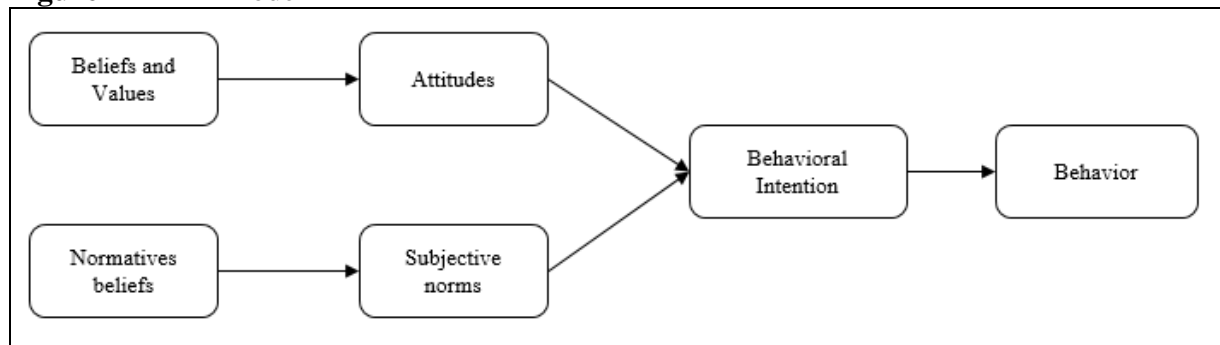 Beliefs and
Values
Attitudes
Behavioral
Intention
Behavior
Normatives
beliefs
Subjective
norms